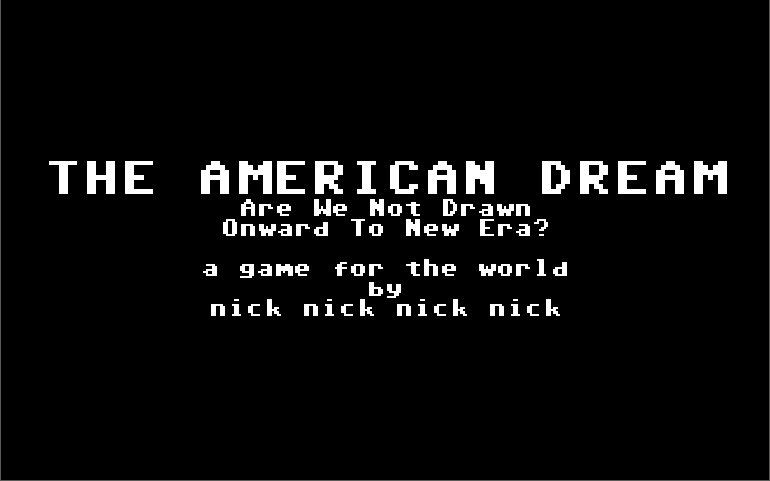 THE AMERICAN DREAM
Are We Not Drawn
Onward To New Era?
a game for the world
by
nick nick nick nick